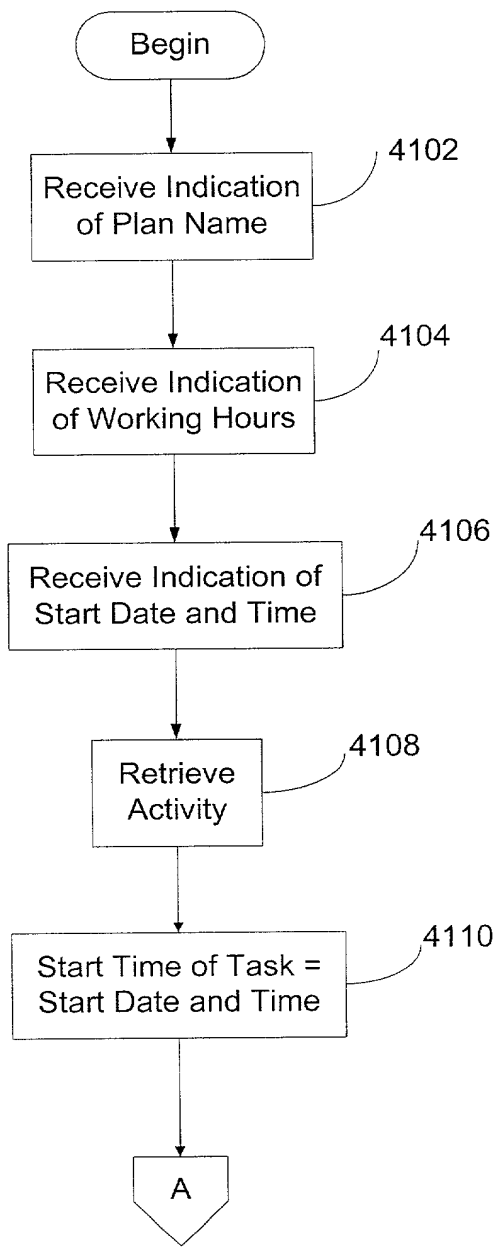 Begin
4102
Receive Indication
of Plan Name
4104
Receive Indication
of Working Hours
4106
Receive Indication of
Start Date and Time
4108
Retrieve
Activity
4110
Start Time of Task =
Start Date and Time
A